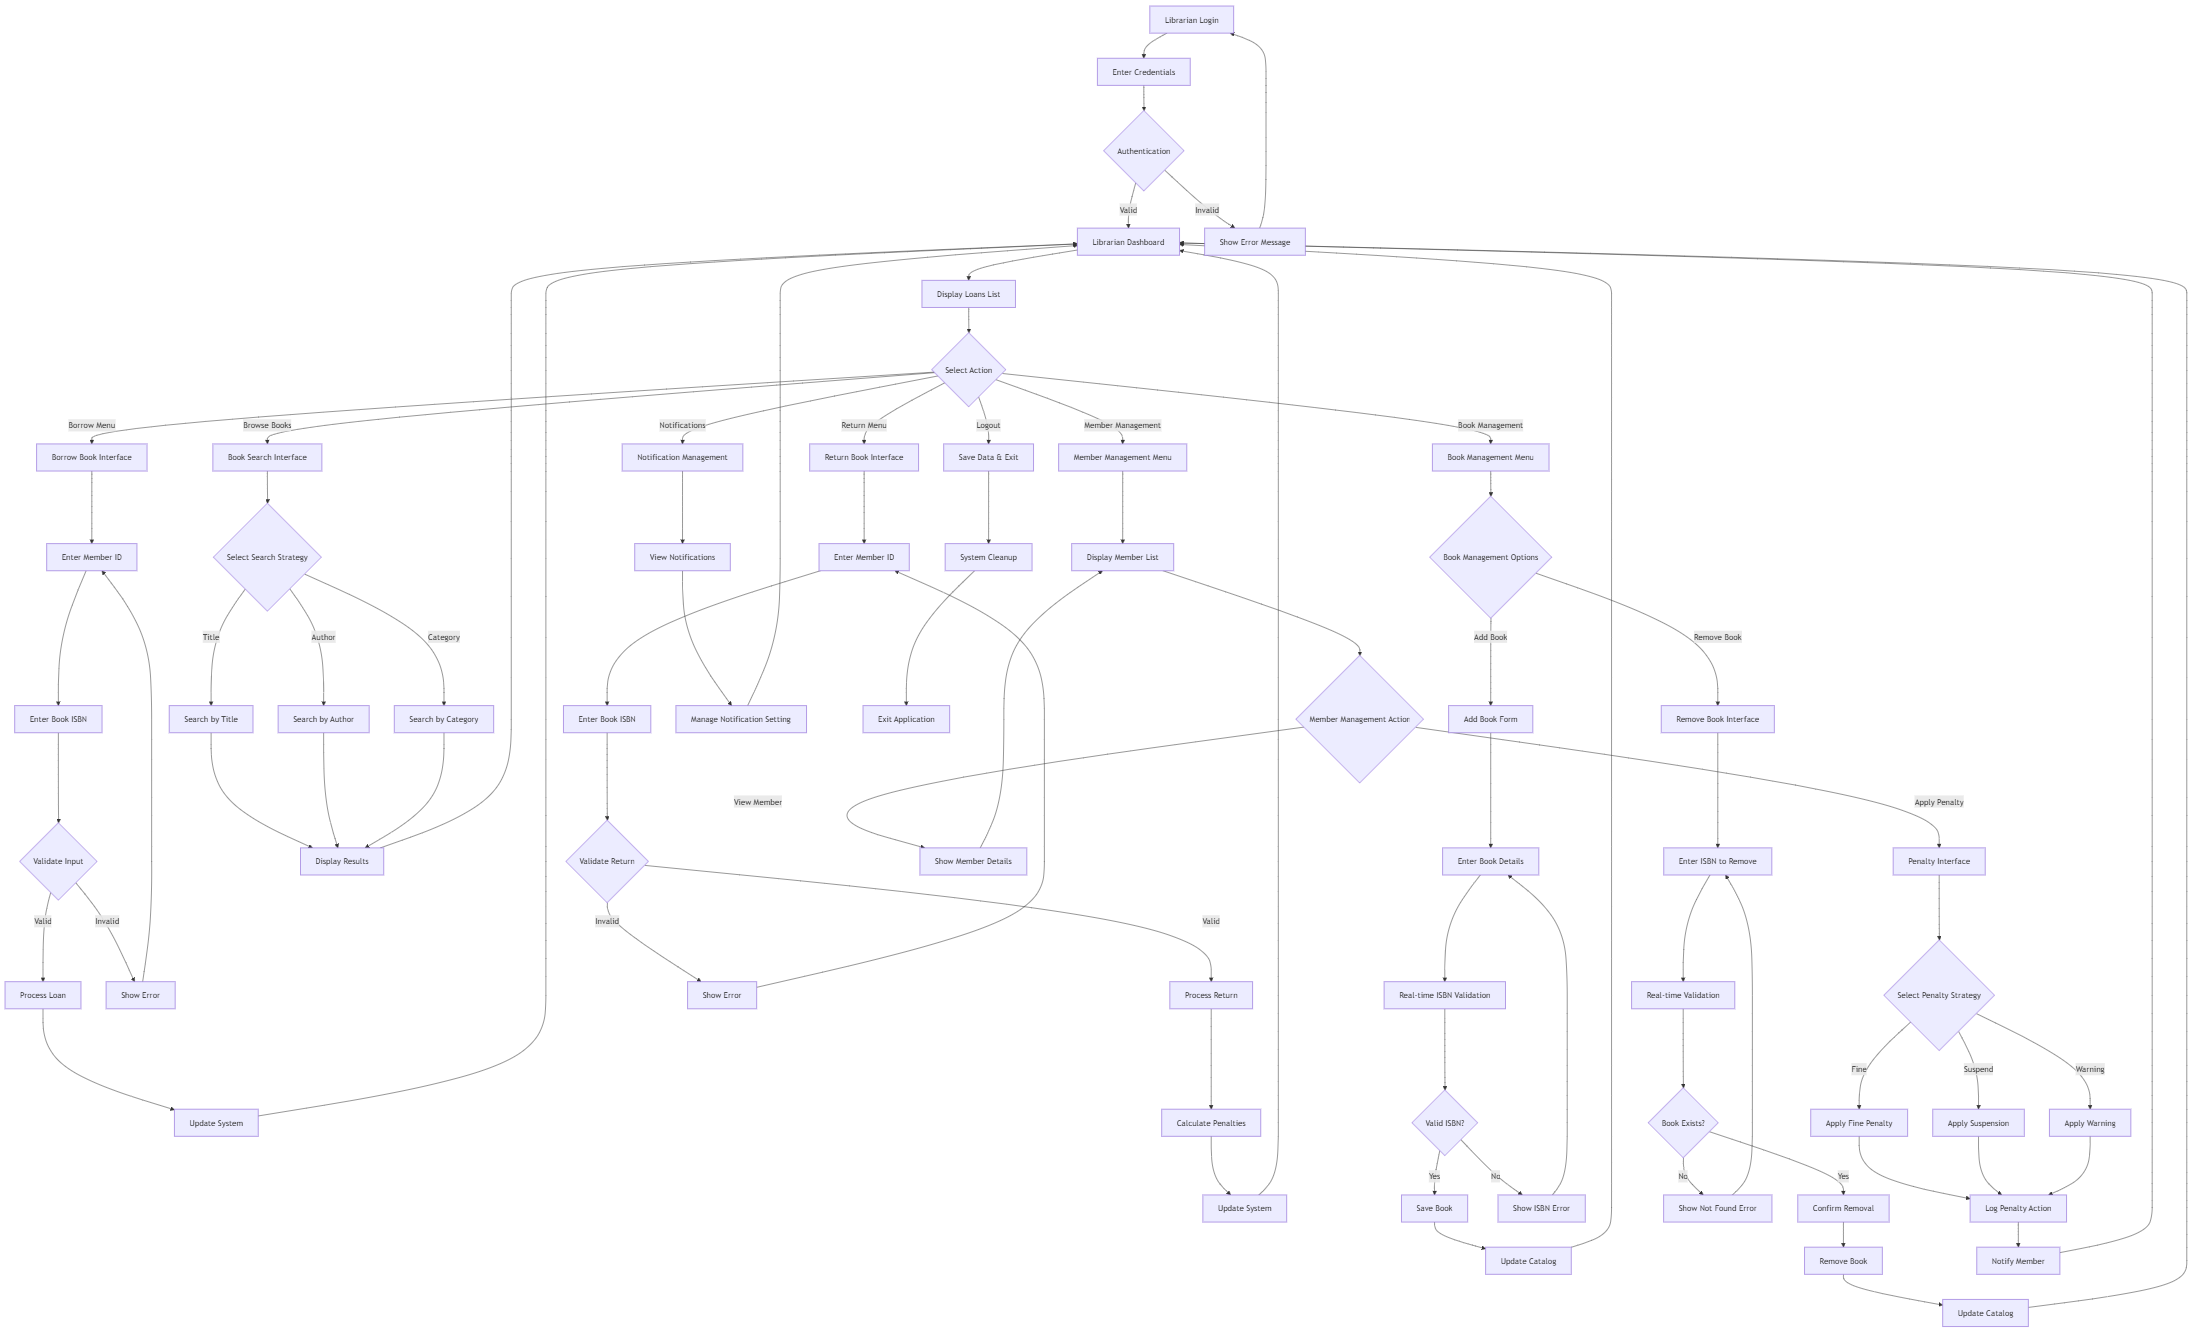 Librarian Login
Enter Credentials
Authentication
Valid
Invalid
Librarian Dashboard
Show Error Message
Display Loans List
Select Action
Borrow Menu
Browse Books
Notifications
Return Menu
Logout
Member Management
Book Management
Borrow Book Interface
Book Search Interface
Notification Management
Return Book Interface
Save Data & Exit
Member Management Menu
Book Management Menu
Enter Member ID
Select Search Strategy
View Notifications
Enter Member ID
System Cleanup
Display Member List
Book Management Options
Title
Author
Category
Add Book
Remove Book
Enter Book ISBN
Search by Title
Search by Author
Search by Category
Enter Book ISBN
Manage Notification Setting
Exit Application
Member Management Action
Add Book Form
Remove Book Interface
View Member
Apply Penalty
Validate Input
Display Results
Validate Return
Show Member Details
Enter Book Details
Enter ISBN to Remove
Penalty Interface
Valid
Invalid
Invalid
Valid
Process Loan
Show Error
Show Error
Process Return
Real-time ISBN Validation
Real-time Validation
Select Penalty Strategy
Fine
Suspend
Warning
Update System
Calculate Penalties
Valid ISBN?
Book Exists?
Apply Fine Penalty
Apply Suspension
Apply Warning
Yes
No
No
Yes
Update System
Save Book
Show ISBN Error
Show Not Found Error
Confirm Removal
Log Penalty Action
Update Catalog
Remove Book
Notify Member
Update Catalog